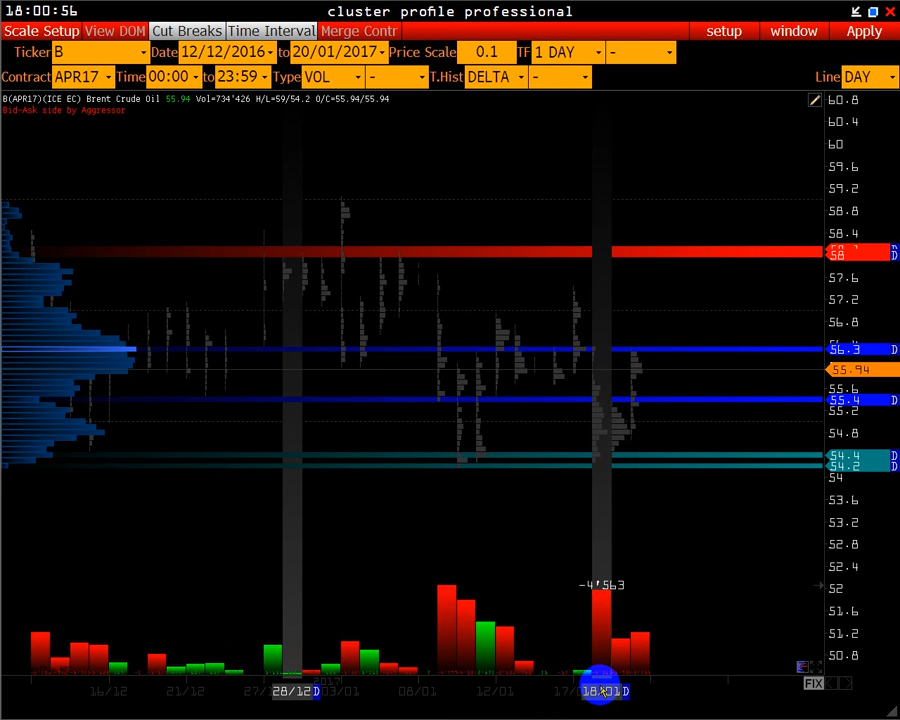 18:00:56 cluster profile professional
Scale Setup View DOM Cut Breaks Time Interval Merge Contr setup window Apply
Ticker B Date 12/12/2016 to 20/01/2017 Price Scale 0.1 TF 1 DAY -
Contract APR17 Time 00:00 to 23:59 Type VOL - T.Hist DELTA - Line DAY
B(APR17)(ICE EC) Brent Crude Oil 55.94 Vol=734'426 H/L=59/54.2 O/C=55.94/55.94
Bid-Ask side by Aggressor
60.8
60.4
60
59.6
59.2
58.8
58.4
58 D
57.6
57.2
56.8
56.3 D
55.94
55.6
55.4 D
55.2
54.8
54.4 D
54.2 D
54
53.6
53.2
52.8
52.4
52
-4'563
51.6
51.2
50.8
FIX
2017
16/12 21/12 28/12 D 03/01 08/01 12/01 18/01 D